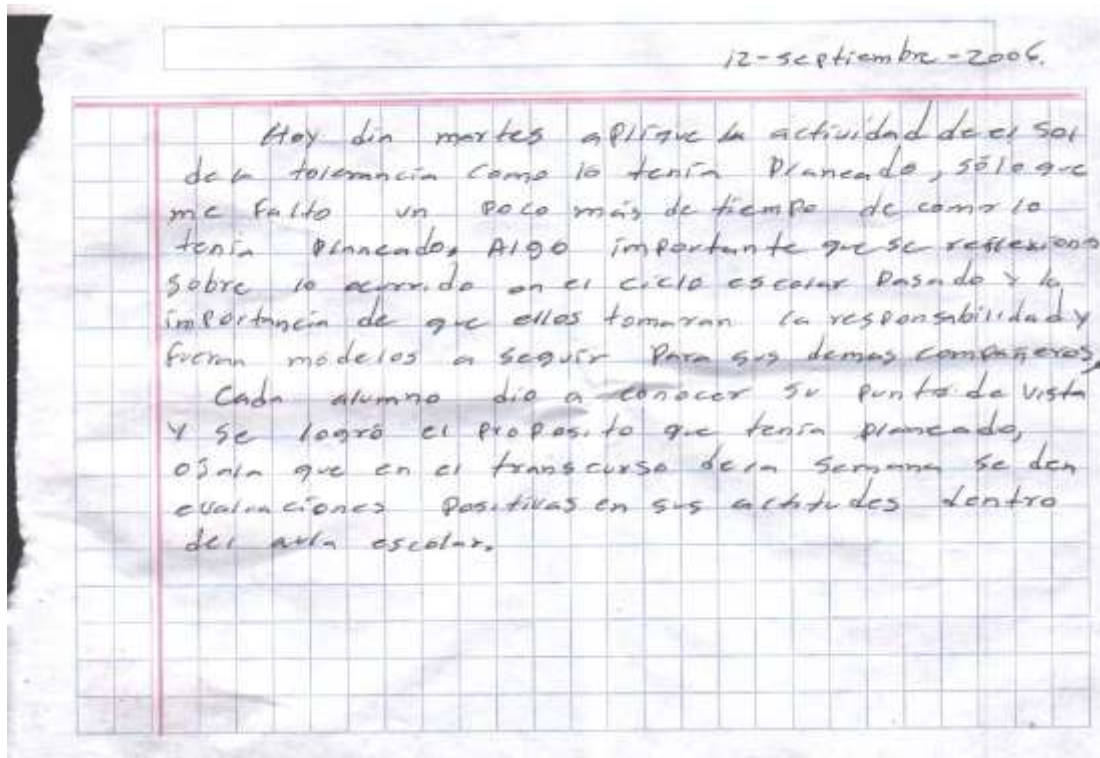 12-septiembre-2006.
Hoy dia martes aplique la actividad de el sol
de la tolerancia como lo tenía planeado, sólo que
me falto un poco más de tiempo de como lo
tenía planeado. Algo importante que se reflexiono
sobre lo ocurrido en el ciclo escolar pasado y la
importancia de que ellos tomaran la responsabilidad y
fueran modelos a seguir para sus demas compañeros,
Cada alumno dio a conocer su punto de vista
y se logró el proposito que tenía planeado,
ojala que en el transcurso de la semana se den
evaluaciones positivas en sus actitudes dentro
del aula escolar.